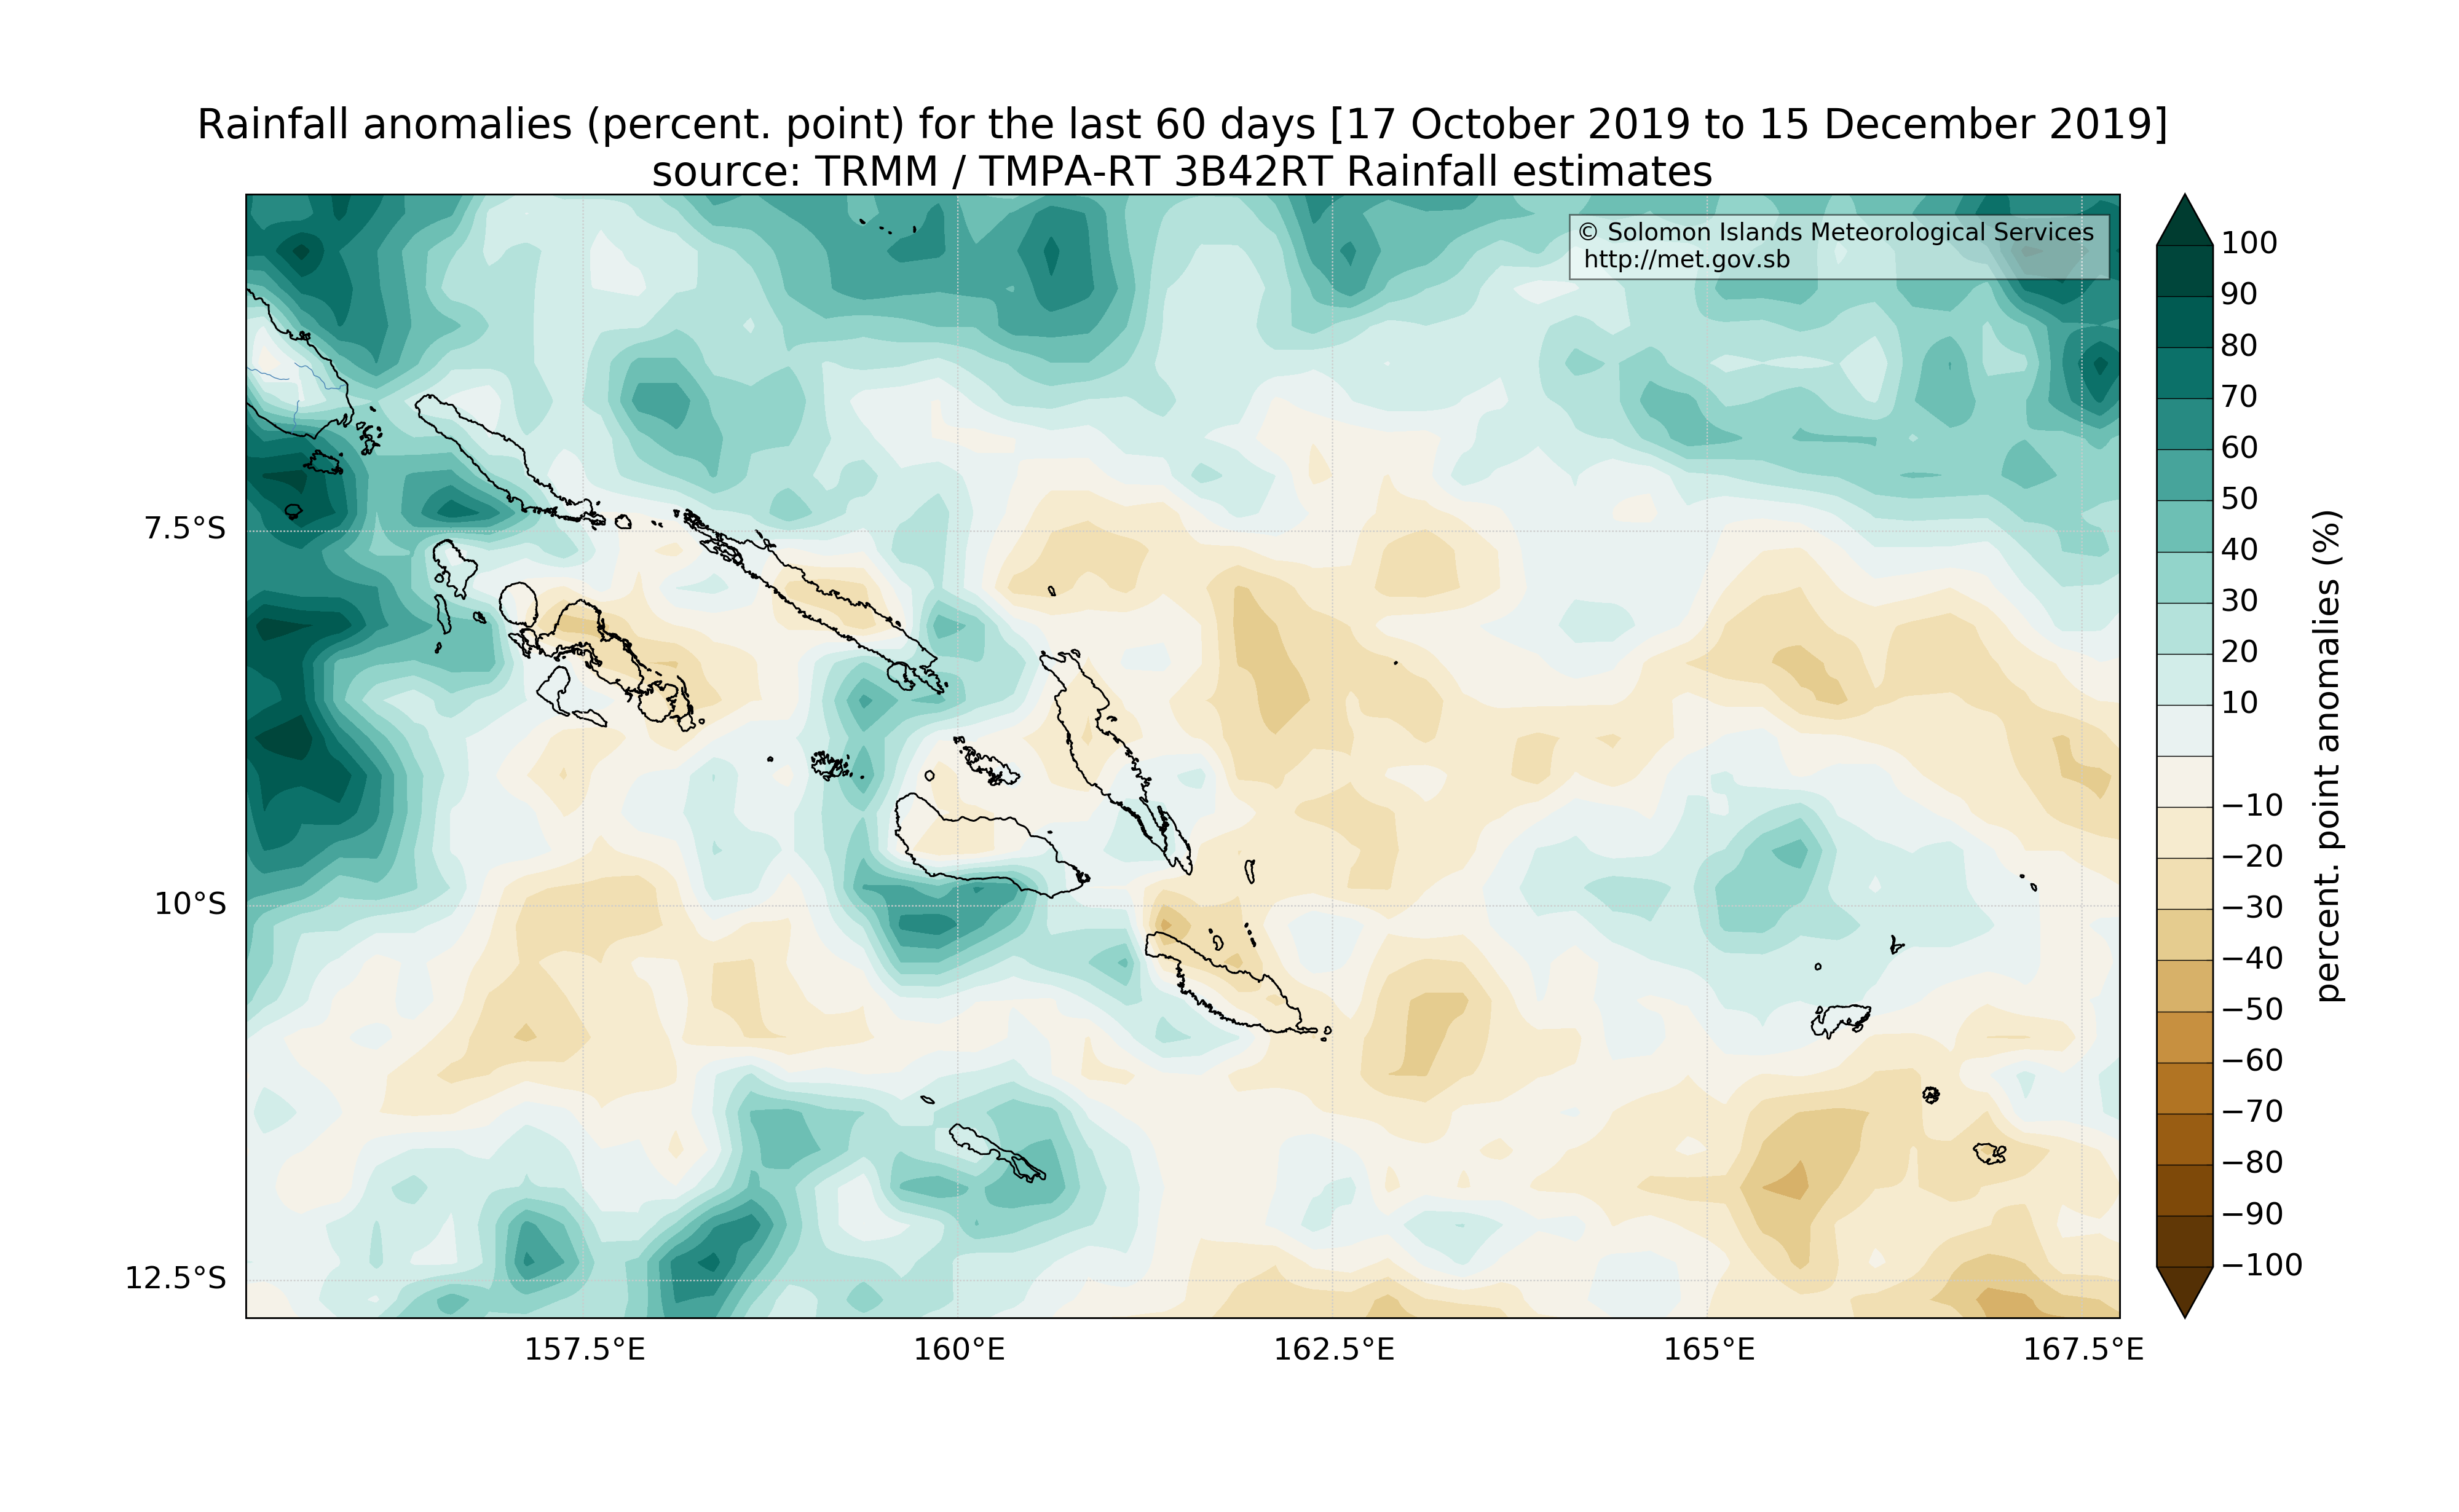 Rainfall anomalies (percent. point) for the last 60 days [17 October 2019 to 15 December 2019]
source: TRMM / TMPA-RT 3B42RT Rainfall estimates
© Solomon Islands Meteorological Services
http://met.gov.sb
7.5°S
10°S
12.5°S
157.5°E
160°E
162.5°E
165°E
167.5°E
100
90
80
70
60
50
40
30
20
10
−10
−20
−30
−40
−50
−60
−70
−80
−90
−100
percent. point anomalies (%)